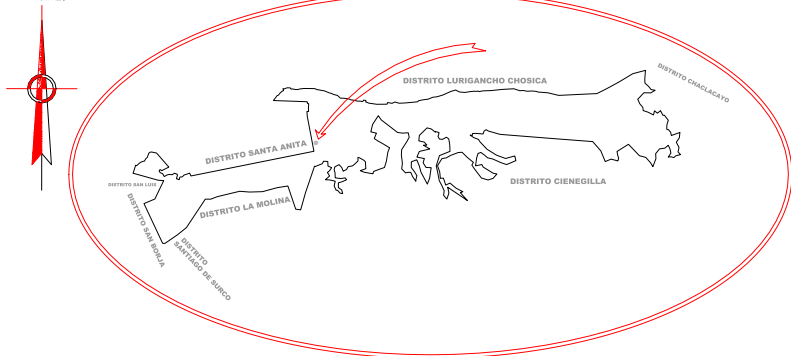 DISTRITO LURIGANCHO CHOSICA
DISTRITO CHACLACAYO
DISTRITO SANTA ANITA
DISTRITO SAN LUIS
DISTRITO CIENEGILLA
DISTRITO LA MOLINA
DISTRITO SAN BORJA
DISTRITO
SANTIAGO DE SURCO